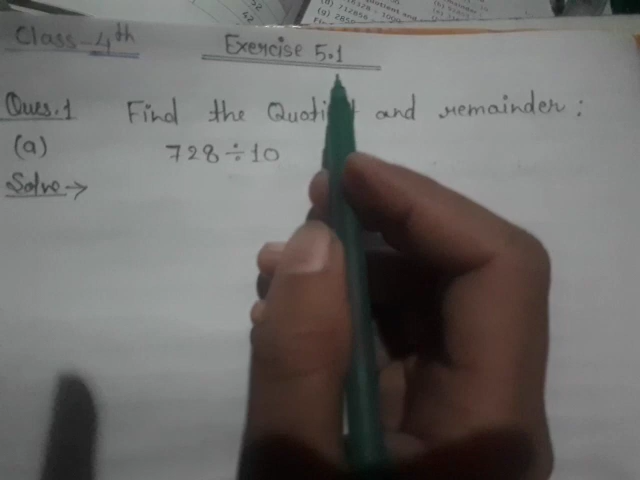 Class 4th
Exercise 5.1
Ques.1 Find the and remainder:
(a) 728÷10
Solve→